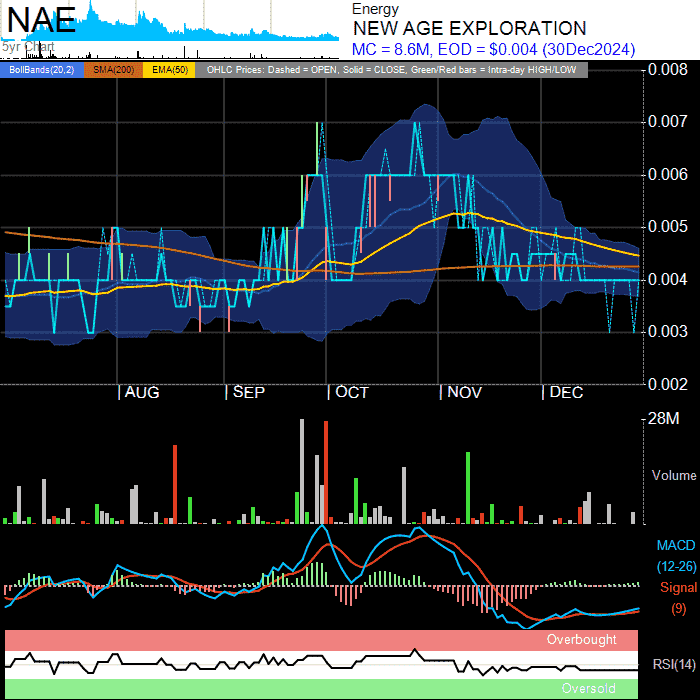 NAE
5yr Chart
Energy
NEW AGE EXPLORATION
MC = 8.6M, EOD = $0.004 (30Dec2024)
BollBands(20,2) SMA(200) EMA(50) OHLC Prices: Dashed = OPEN, Solid = CLOSE, Green/Red bars = Intra-day HIGH/LOW
0.008
0.007
0.006
0.005
0.004
0.003
0.002
| AUG | SEP | OCT | NOV | DEC
28M
Volume
MACD
(12-26)
Signal
(9)
Overbought
RSI(14)
Oversold